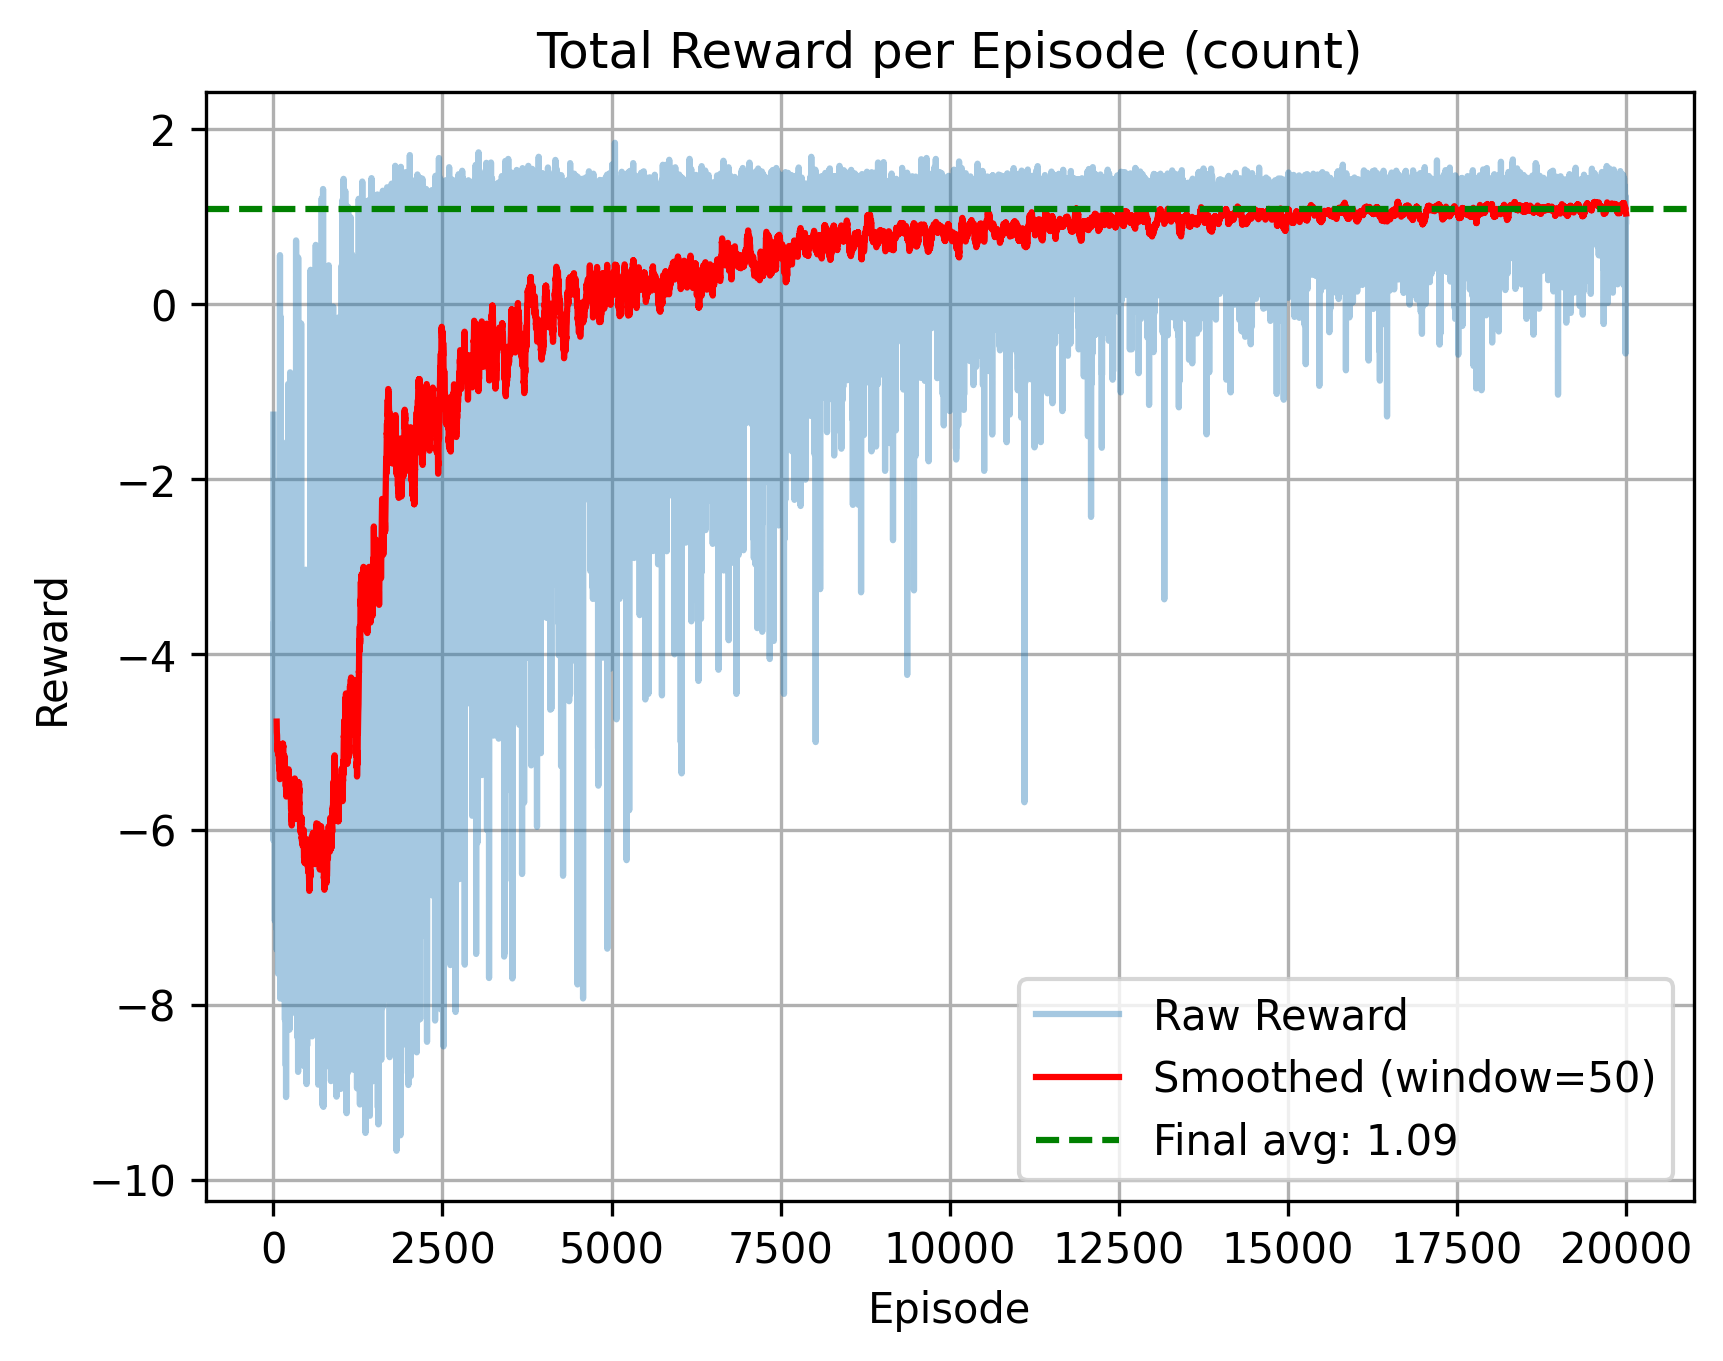 Total Reward per Episode (count)
2
0
−2
−4
−6
−8
−10
Reward
Raw Reward
Smoothed (window=50)
Final avg: 1.09
0 2500 5000 7500 10000 12500 15000 17500 20000
Episode